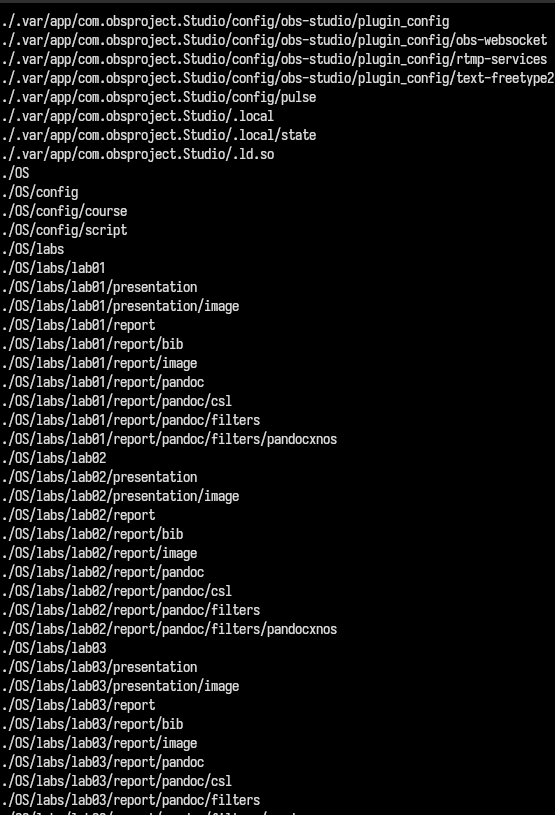 ./.var/app/com.obsproject.Studio/config/obs-studio/plugin_config
./.var/app/com.obsproject.Studio/config/obs-studio/plugin_config/obs-websocket
./.var/app/com.obsproject.Studio/config/obs-studio/plugin_config/rtmp-services
./.var/app/com.obsproject.Studio/config/obs-studio/plugin_config/text-freetype2
./.var/app/com.obsproject.Studio/config/pulse
./.var/app/com.obsproject.Studio/.local
./.var/app/com.obsproject.Studio/.local/state
./.var/app/com.obsproject.Studio/.ld.so
./OS
./OS/config
./OS/config/course
./OS/config/script
./OS/labs
./OS/labs/lab01
./OS/labs/lab01/presentation
./OS/labs/lab01/presentation/image
./OS/labs/lab01/report
./OS/labs/lab01/report/bib
./OS/labs/lab01/report/image
./OS/labs/lab01/report/pandoc
./OS/labs/lab01/report/pandoc/csl
./OS/labs/lab01/report/pandoc/filters
./OS/labs/lab01/report/pandoc/filters/pandocxnos
./OS/labs/lab02
./OS/labs/lab02/presentation
./OS/labs/lab02/presentation/image
./OS/labs/lab02/report
./OS/labs/lab02/report/bib
./OS/labs/lab02/report/image
./OS/labs/lab02/report/pandoc
./OS/labs/lab02/report/pandoc/csl
./OS/labs/lab02/report/pandoc/filters
./OS/labs/lab02/report/pandoc/filters/pandocxnos
./OS/labs/lab03
./OS/labs/lab03/presentation
./OS/labs/lab03/presentation/image
./OS/labs/lab03/report
./OS/labs/lab03/report/bib
./OS/labs/lab03/report/image
./OS/labs/lab03/report/pandoc
./OS/labs/lab03/report/pandoc/csl
./OS/labs/lab03/report/pandoc/filters